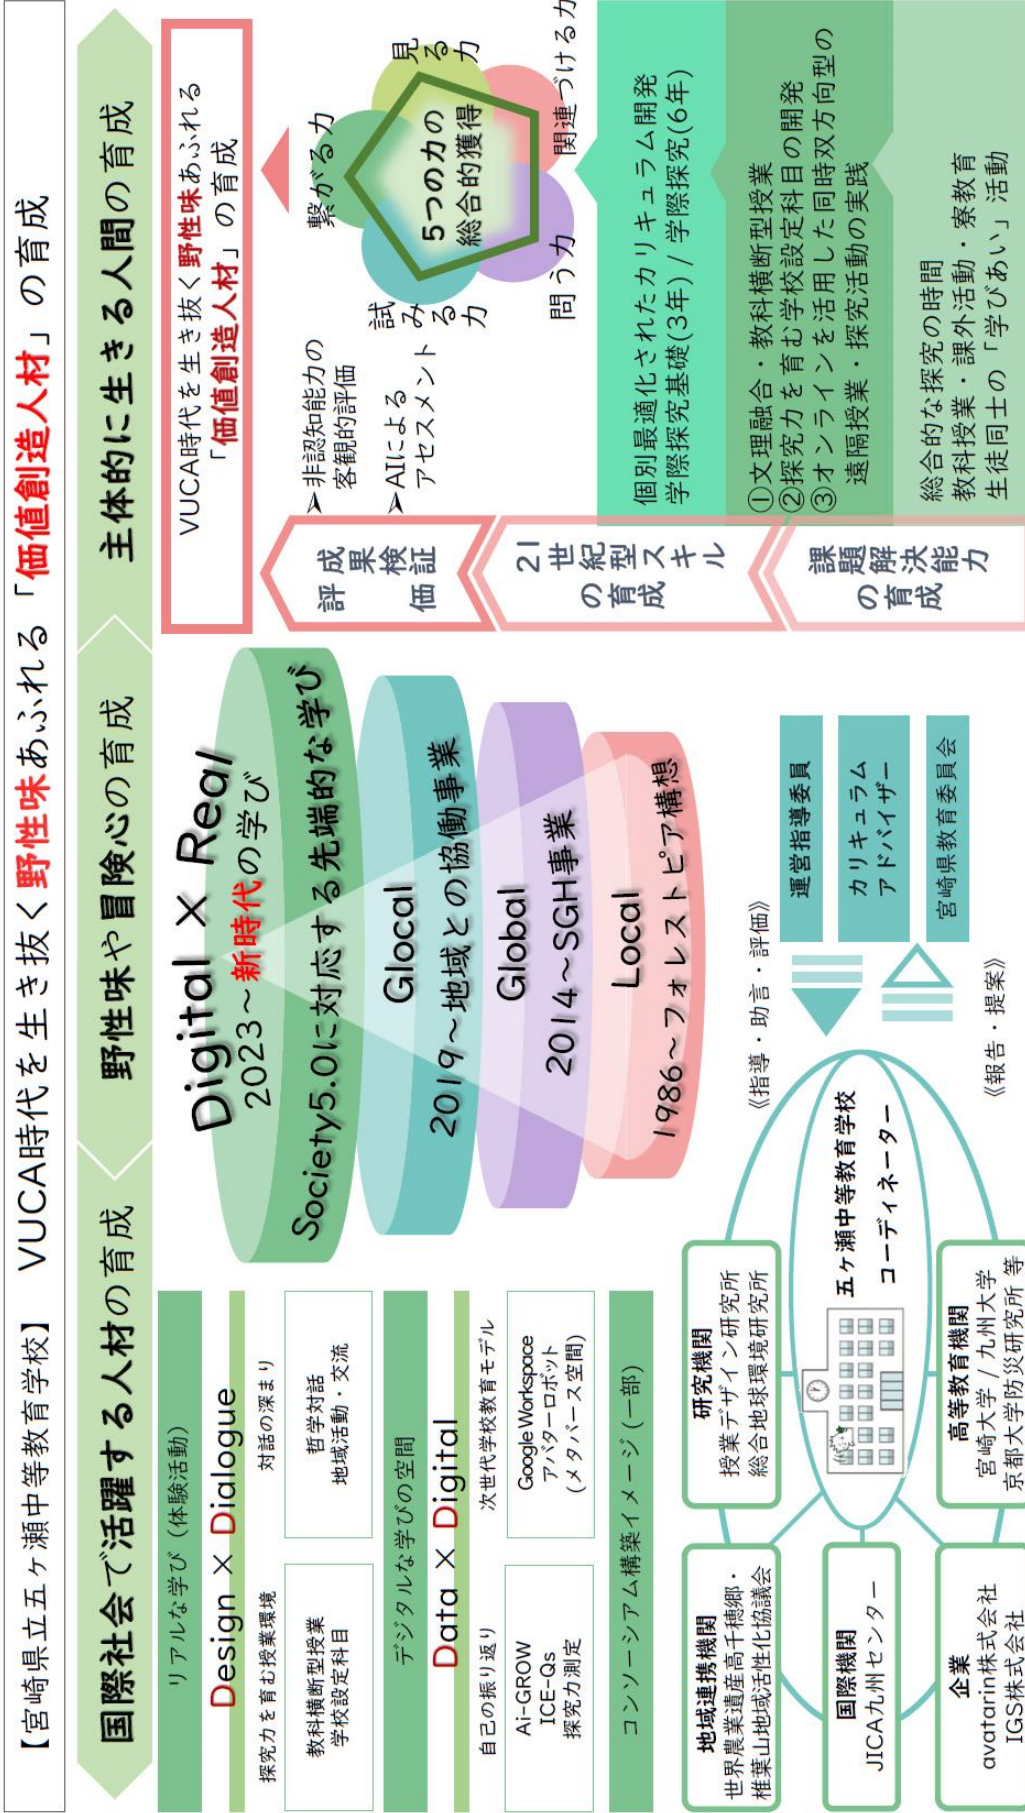 【宮崎県立五ヶ瀬中等教育学校】 VUCA時代を生き抜く野性味あふれる「価値創造人材」の育成
国際社会で活躍する人材の育成
野性味や冒険心の育成
主体的に生きる人間の育成
リアルな学び（体験活動）
Design × Dialogue
探究力を育む授業環境
対話の深まり
教科横断型授業
学校設定科目
哲学対話
地域活動・交流
デジタルな学びの空間
Data × Digital
自己の振り返り
次世代学校教育モデル
Ai-GROW
ICE-Qs
探究力測定
Google Workspace
アバターロボット
（メタバース空間）
コンソーシアム構築イメージ（一部）
地域連携機関
世界農業遺産高千穂郷・
椎葉山地域活性化協議会
研究機関
授業デザイン研究所
総合地球環境研究所
国際機関
JICA九州センター
五ヶ瀬中等教育学校
コーディネーター
企業
avatarin株式会社
IGS株式会社
高等教育機関
宮崎大学 / 九州大学
京都大学防災研究所 等
Digital × Real
2023～新時代の学び
Society5.0に対応する先端的な学び
Glocal
2019～地域との協働事業
Global
2014～SGH事業
Local
1986～フォレストピア構想
《指導・助言・評価》
《報告・提案》
運営指導委員
カリキュラム
アドバイザー
宮崎県教育委員会
VUCA時代を生き抜く野性味あふれる
「価値創造人材」の育成
評価
成果検証
➤非認知能力の
客観的評価
➤AIによる
アセスメント
繋がる力
見る力
試みる力
5つの力の
総合的獲得
問う力
関連づける力
21世紀型スキル
の育成
個別最適化されたカリキュラム開発
学際探究基礎(3年) / 学際探究(6年)
①文理融合・教科横断型授業
②探究力を育む学校設定科目の開発
③オンラインを活用した同時双方向型の
遠隔授業・探究活動の実践
課題解決能力
の育成
総合的な探究の時間
教科授業・課外活動・寮教育
生徒同士の「学びあい」活動